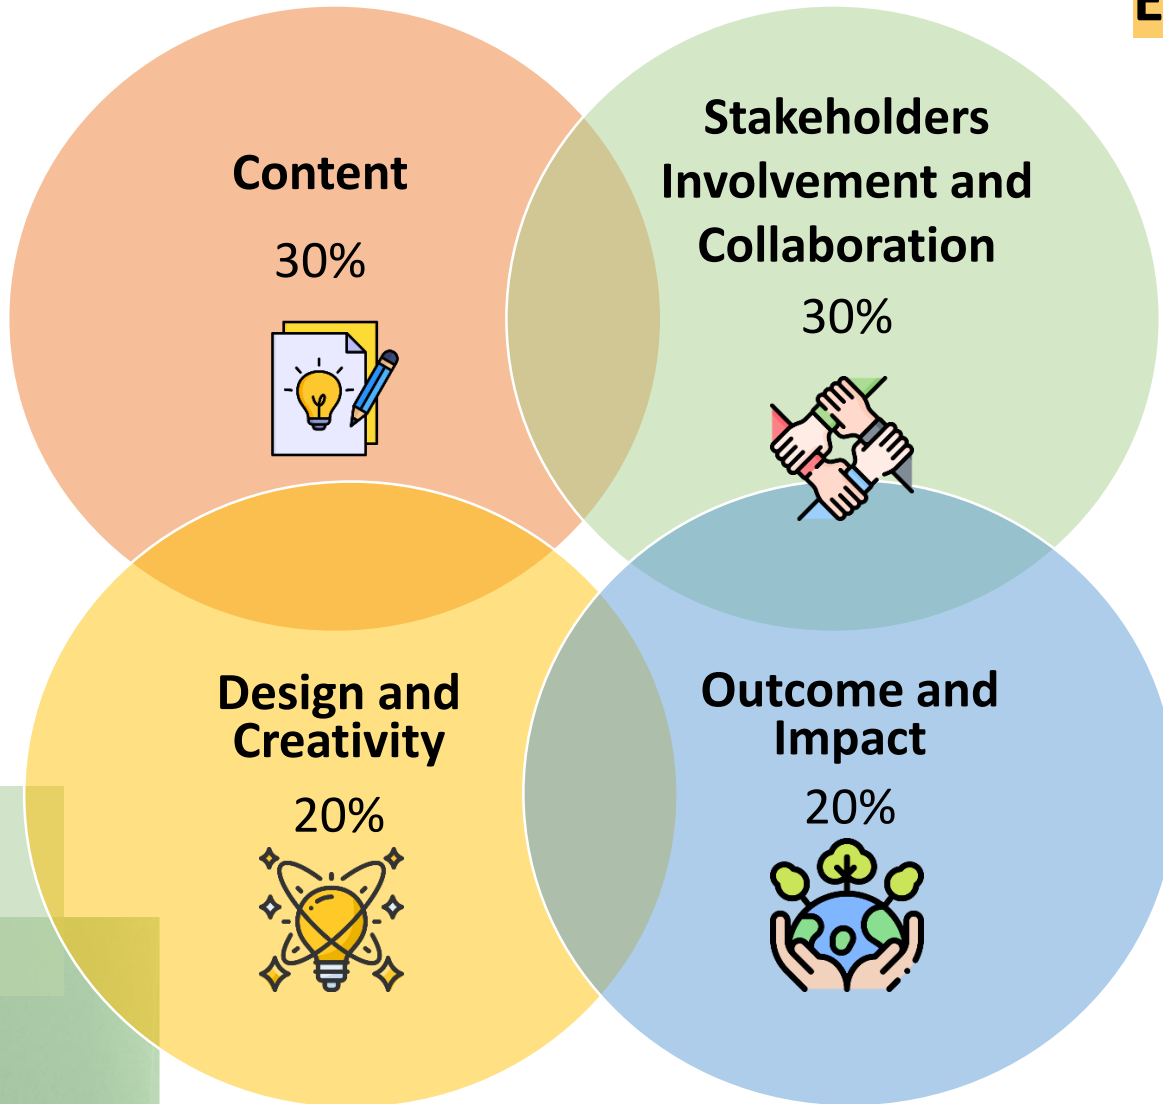 Content
30%
Stakeholders
Involvement and
Collaboration
30%
Design and
Creativity
20%
Outcome and
Impact
20%